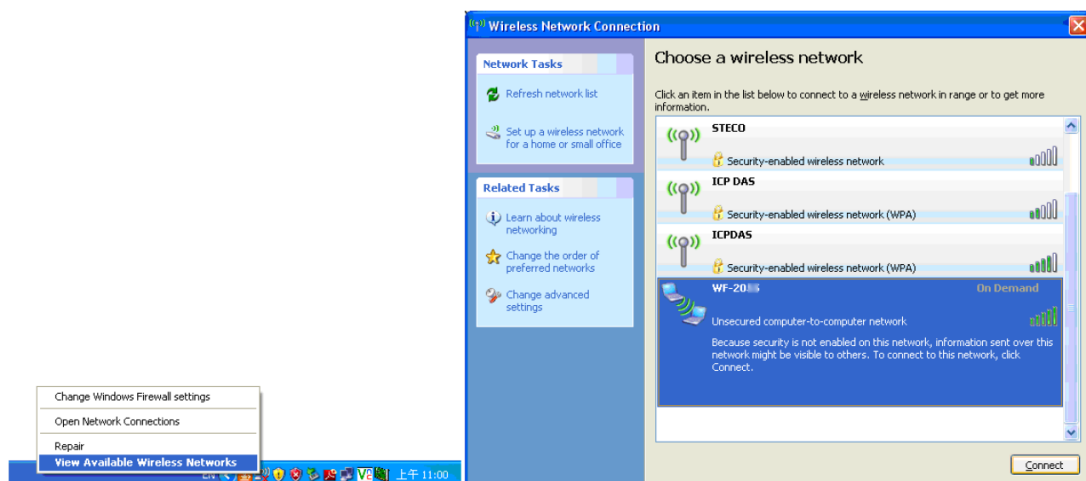 Change Windows Firewall settings
Open Network Connections
Repair
View Available Wireless Networks
EN
上午 11:00
Wireless Network Connection
Network Tasks
Refresh network list
Set up a wireless network
for a home or small office
Related Tasks
Learn about wireless
networking
Change the order of
preferred networks
Change advanced
settings
Choose a wireless network
Click an item in the list below to connect to a wireless network in range or to get more
information.
STECO
Security-enabled wireless network
ICP DAS
Security-enabled wireless network (WPA)
ICPDAS
Security-enabled wireless network (WPA)
On Demand
Unsecured computer-to-computer network
Because security is not enabled on this network, information sent over this
network might be visible to others. To connect to this network, click
Connect.
Connect